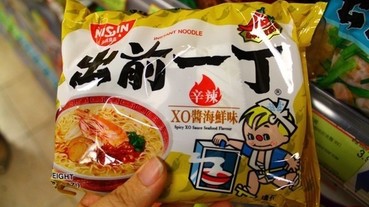 NISSIN
INSTANT NOODLE
出前一丁
辛辣
XO醬海鮮味
Spicy XO Sauce Seafood Flavour